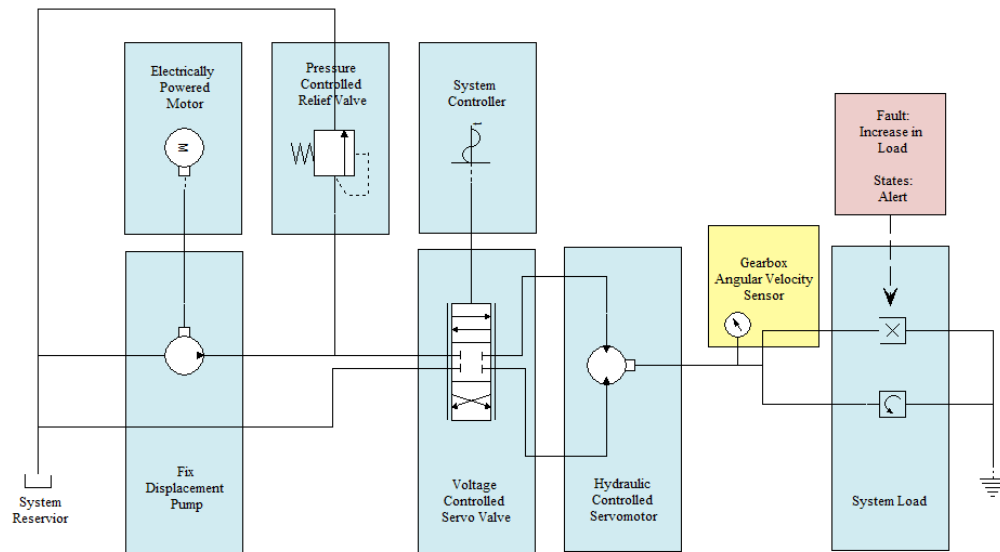 Electrically
Powered
Motor
M
Pressure
Controlled
Relief Valve
System
Controller
Fault:
Increase in
Load
States:
Alert
Gearbox
Angular Velocity
Sensor
System
Reservior
Fix
Displacement
Pump
Voltage
Controlled
Servo Valve
Hydraulic
Controlled
Servomotor
System Load